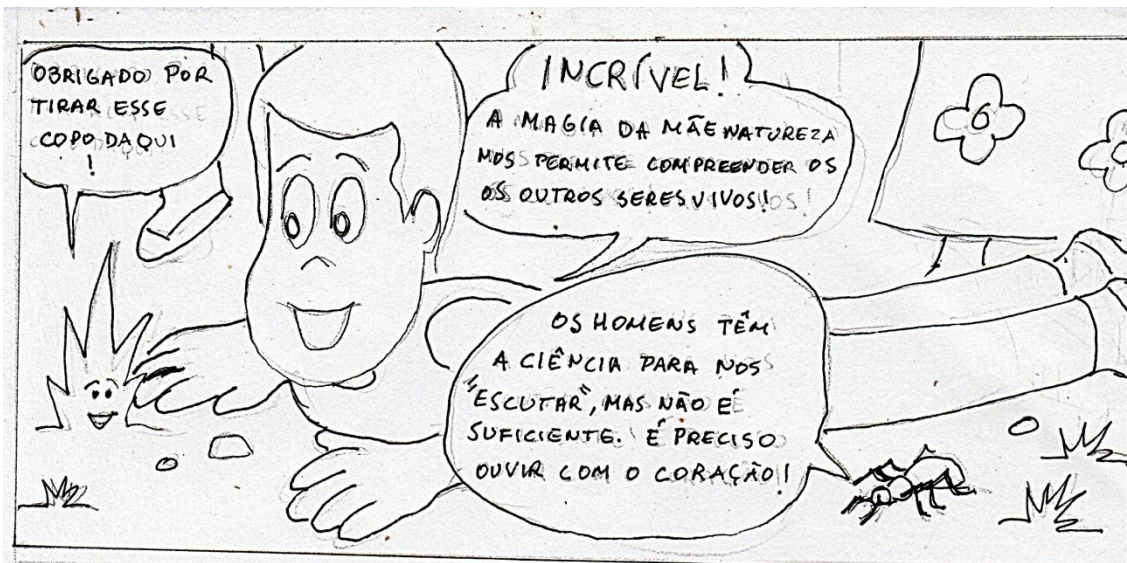 OBRIGADO POR
TIRAR ESSE
COPO DAQUI
!
INCRÍVEL!
A MAGIA DA MÃE NATUREZA
NOS PERMITE COMPREENDER OS
OS OUTROS SERES VIVOS!
OS HOMENS TÊM
A CIÊNCIA PARA NOS
"ESCUTAR", MAS NÃO É
SUFICIENTE. É PRECISO
OUVIR COM O CORAÇÃO!